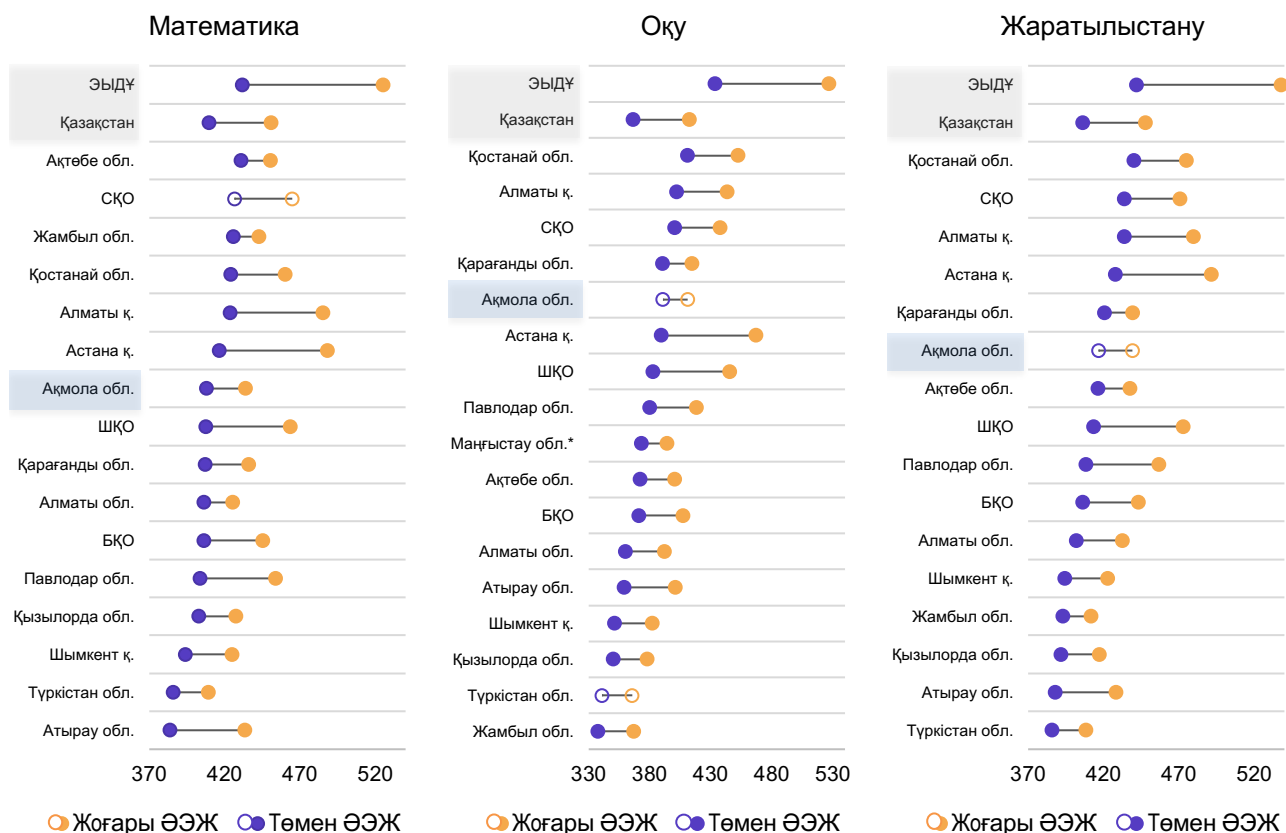 Математика
ЭЫДҰ
Қазақстан
Ақтөбе обл.
СҚО
Жамбыл обл.
Қостанай обл.
Алматы қ.
Астана қ.
Ақмола обл.
ШҚО
Қарағанды обл.
Алматы обл.
БҚО
Павлодар обл.
Қызылорда обл.
Шымкент қ.
Түркістан обл.
Атырау обл.
370 420 470 520
Жоғары ӘЭЖ Төмен ӘЭЖ
Оқу
ЭЫДҰ
Қазақстан
Қостанай обл.
Алматы қ.
СҚО
Қарағанды обл.
Ақмола обл.
Астана қ.
ШҚО
Павлодар обл.
Маңғыстау обл.*
Ақтөбе обл.
БҚО
Алматы обл.
Атырау обл.
Шымкент қ.
Қызылорда обл.
Түркістан обл.
Жамбыл обл.
330 380 430 480 530
Жоғары ӘЭЖ Төмен ӘЭЖ
Жаратылыстану
ЭЫДҰ
Қазақстан
Қостанай обл.
СҚО
Алматы қ.
Астана қ.
Қарағанды обл.
Ақмола обл.
Ақтөбе обл.
ШҚО
Павлодар обл.
БҚО
Алматы обл.
Шымкент қ.
Жамбыл обл.
Қызылорда обл.
Атырау обл.
Түркістан обл.
370 420 470 520
Жоғары ӘЭЖ Төмен ӘЭЖ